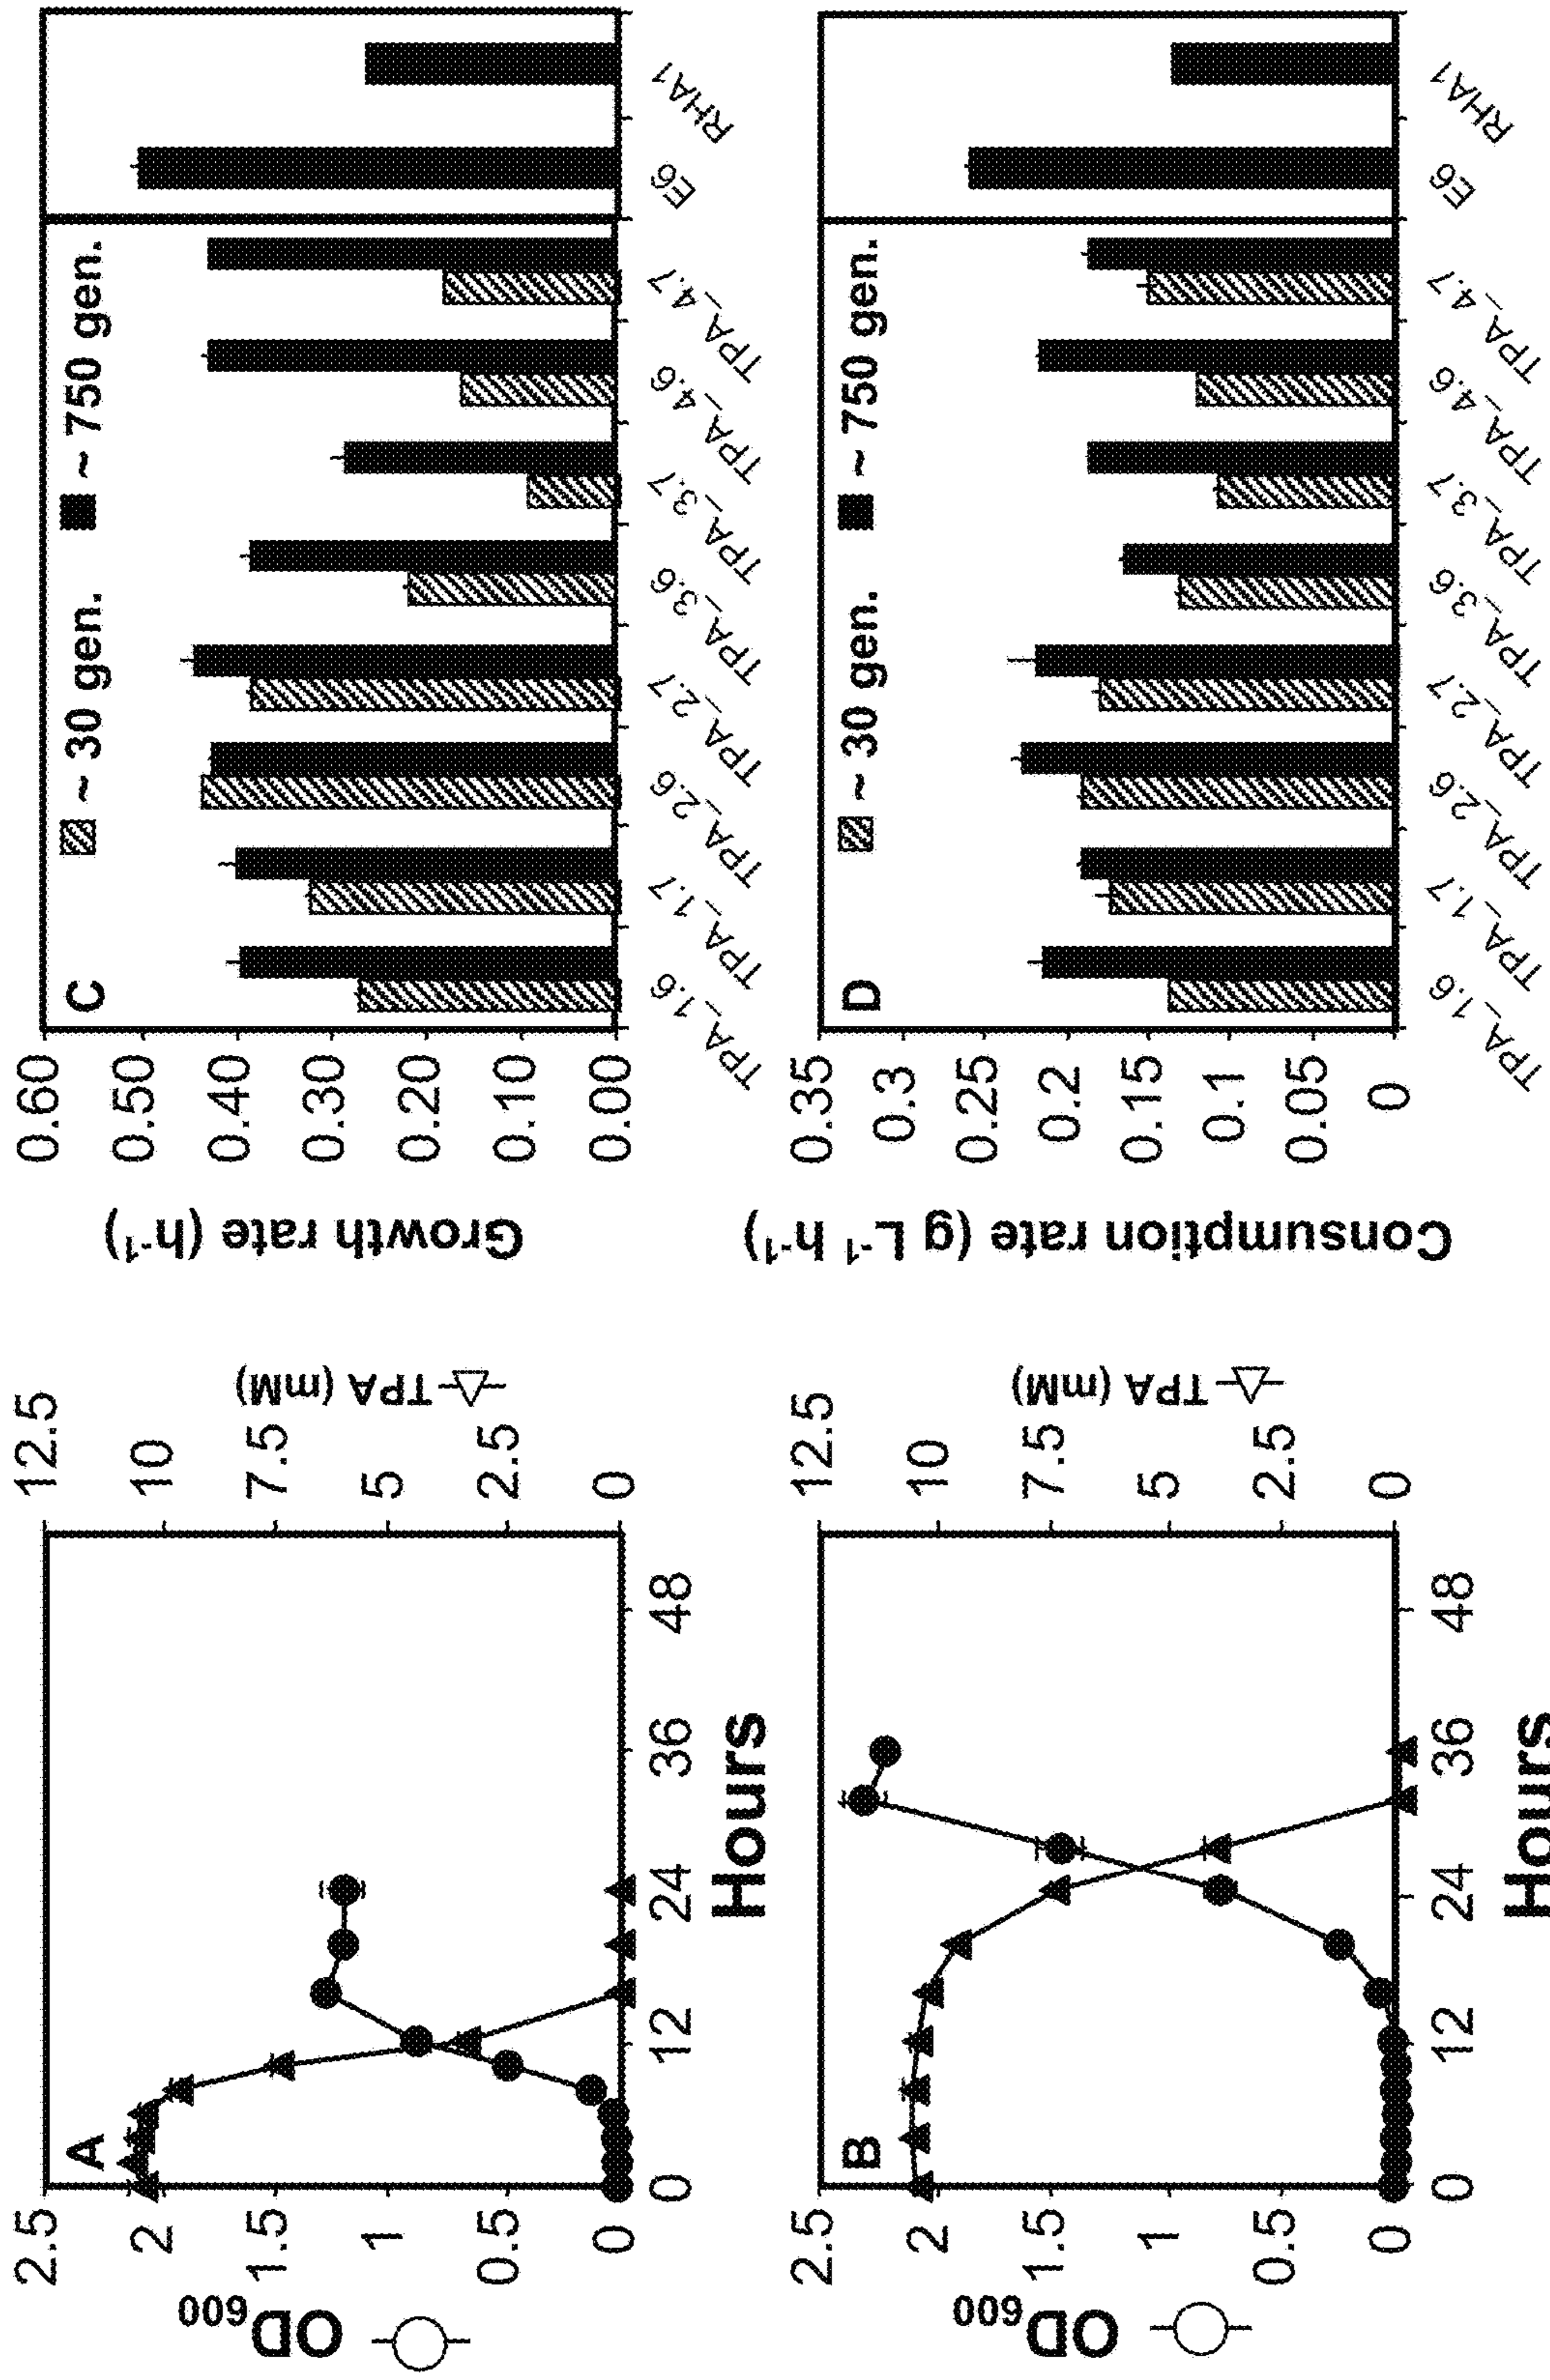 A
2.5
2
1.5
1
0.5
0
OD600
12.5
10
7.5
5
2.5
0
TPA (mM)
0 12 24 36 48
Hours
B
2.5
2
1.5
1
0.5
0
OD600
12.5
10
7.5
5
2.5
0
TPA (mM)
0 12 24 36 48
Hours
C
~ 30 gen. ~ 750 gen.
0.60
0.50
0.40
0.30
0.20
0.10
0.00
Growth rate (h-1)
TPA_1.6 TPA_1.7 TPA_2.6 TPA_2.7 TPA_3.6 TPA_3.7 TPA_4.6 TPA_4.7 E6 RHA1
D
~ 30 gen. ~ 750 gen.
0.35
0.3
0.25
0.2
0.15
0.1
0.05
0
Consumption rate (g L-1 h-1)
TPA_1.6 TPA_1.7 TPA_2.6 TPA_2.7 TPA_3.6 TPA_3.7 TPA_4.6 TPA_4.7 E6 RHA1